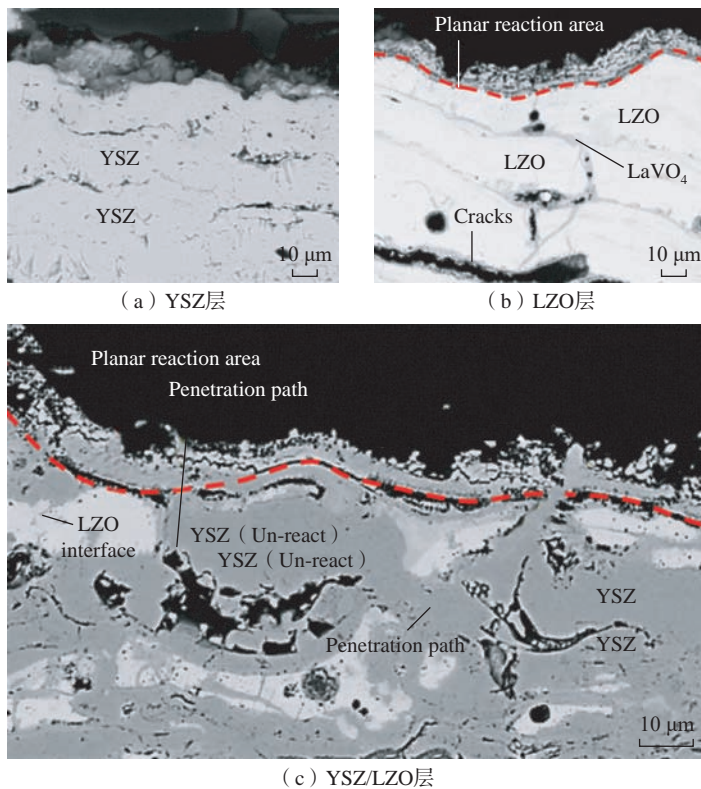 YSZ
YSZ
10 μm
（a）YSZ层
Planar reaction area
LZO
LZO
LaVO₄
Cracks
10 μm
（b）LZO层
Planar reaction area
Penetration path
LZO
interface
YSZ（Un-react）
YSZ（Un-react）
YSZ
Penetration path
YSZ
10 μm
（c）YSZ/LZO层